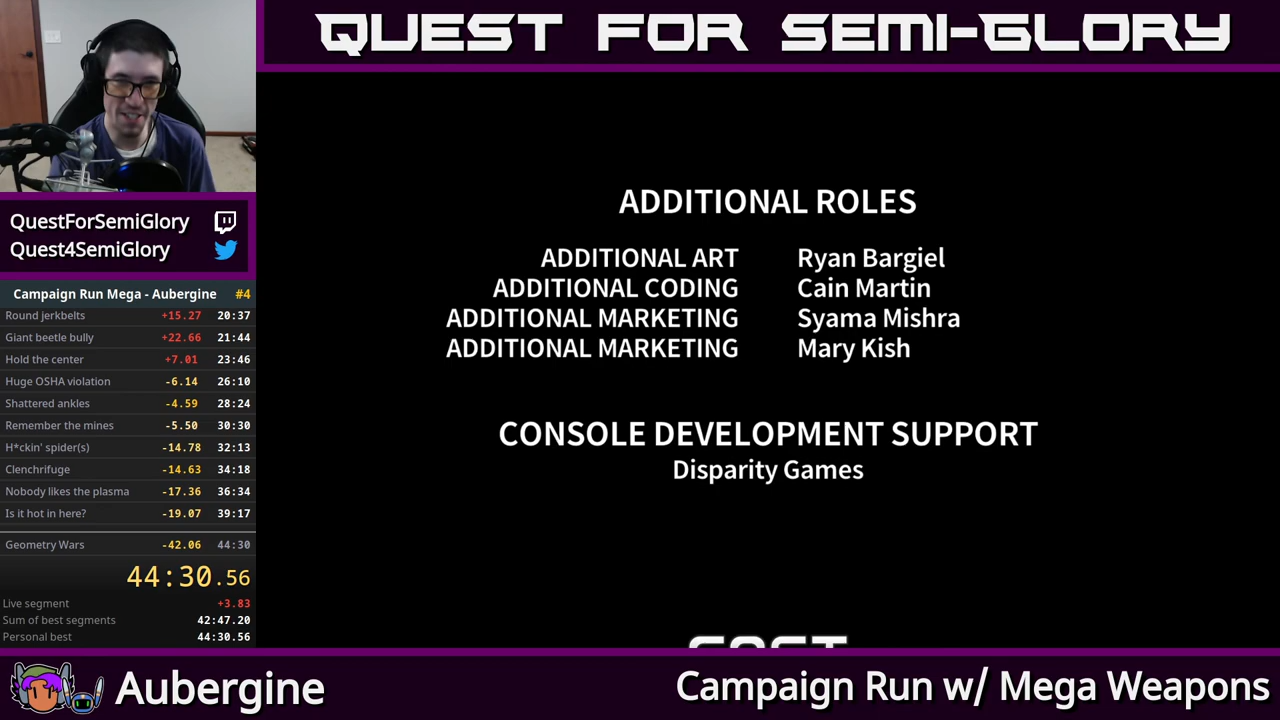 QUEST FOR SEMI-GLORY
QuestForSemiGlory
Quest4SemiGlory
Campaign Run Mega - Aubergine #4
Round jerkbelts +15.27 20:37
Giant beetle bully +22.66 21:44
Hold the center +7.01 23:46
Huge OSHA violation -6.14 26:10
Shattered ankles -4.59 28:24
Remember the mines -5.50 30:30
H*ckin' spider(s) -14.78 32:13
Clenchrifuge -14.63 34:18
Nobody likes the plasma -17.36 36:34
Is it hot in here? -19.07 39:17
Geometry Wars -42.06 44:30
44:30.56
Live segment +3.83
Sum of best segments 42:47.20
Personal best 44:30.56
ADDITIONAL ROLES
ADDITIONAL ART Ryan Bargiel
ADDITIONAL CODING Cain Martin
ADDITIONAL MARKETING Syama Mishra
ADDITIONAL MARKETING Mary Kish
CONSOLE DEVELOPMENT SUPPORT
Disparity Games
Aubergine
Campaign Run w/ Mega Weapons